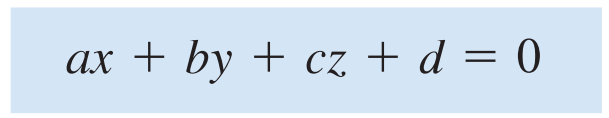 ax + by + cz + d = 0